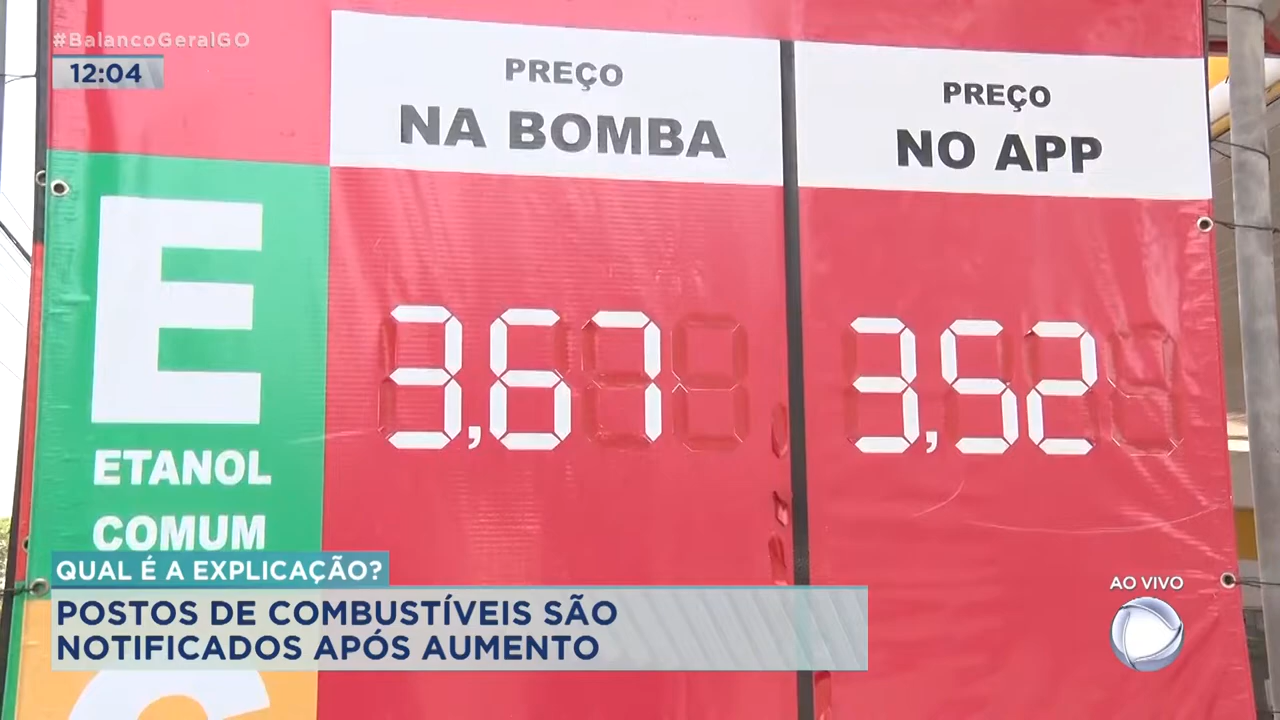 #BalancoGeralGO
12:04
PREÇO
NA BOMBA
PREÇO
NO APP
E
3,67
3,52
ETANOL
COMUM
QUAL É A EXPLICAÇÃO?
POSTOS DE COMBUSTÍVEIS SÃO
NOTIFICADOS APÓS AUMENTO
AO VIVO